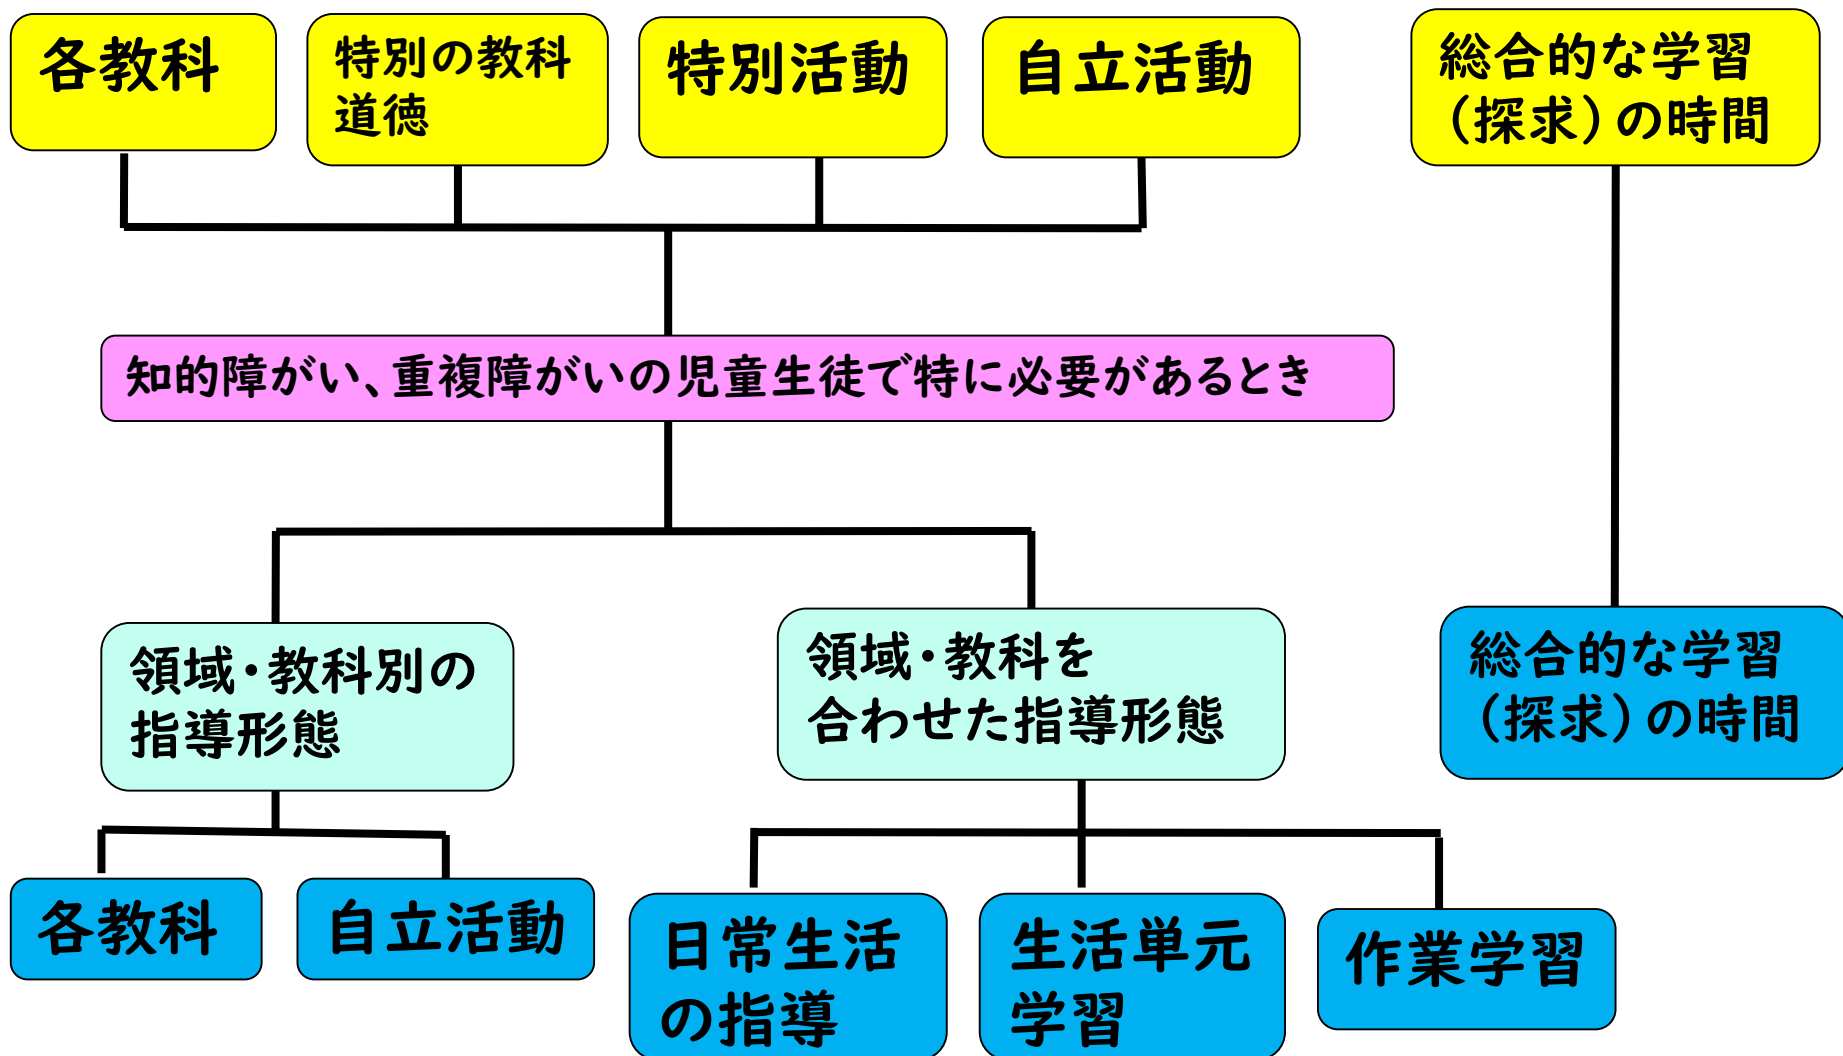 各教科
特別の教科
道徳
特別活動
自立活動
総合的な学習
（探求）の時間
知的障がい、重複障がいの児童生徒で特に必要があるとき
領域・教科別の
指導形態
領域・教科を
合わせた指導形態
総合的な学習
（探求）の時間
各教科
自立活動
日常生活
の指導
生活単元
学習
作業学習